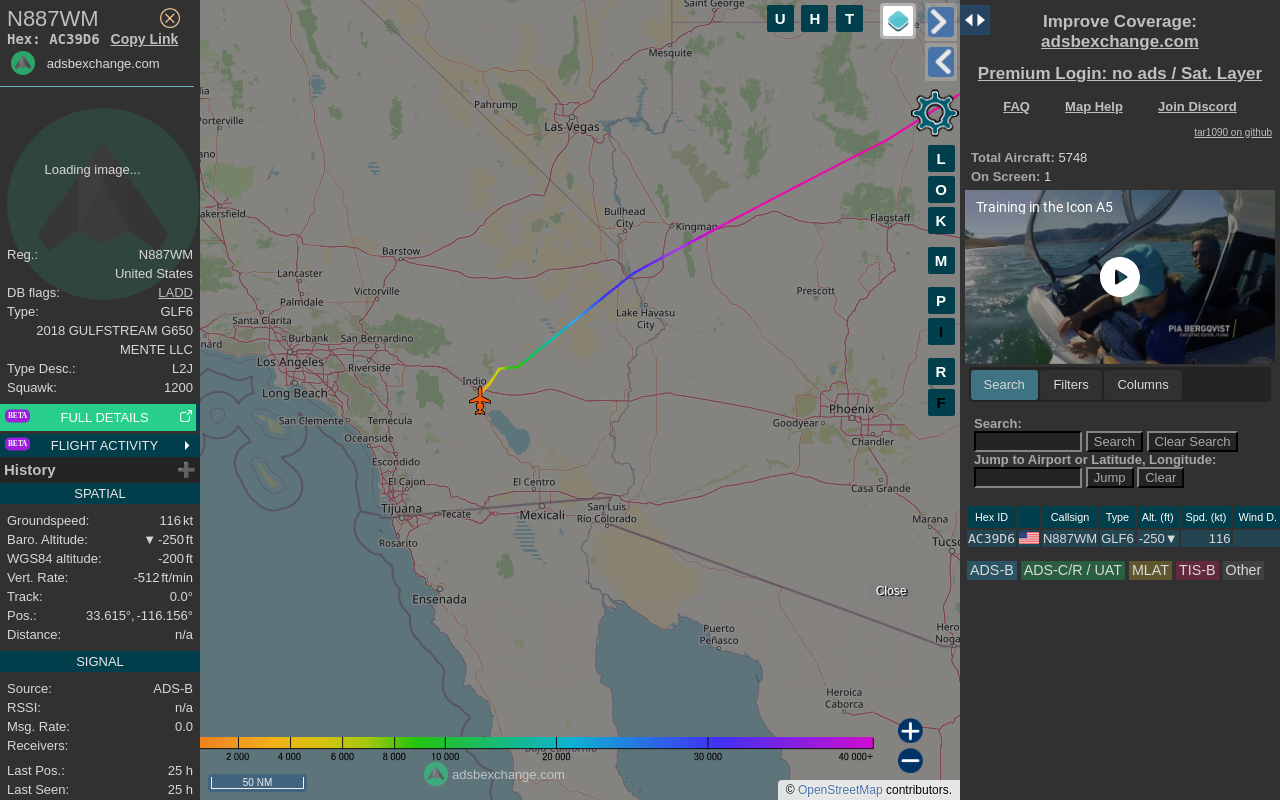 N887WM
Hex: AC39D6 Copy Link
adsbexchange.com
Loading image...
Reg.: N887WM
United States
DB flags: LADD
Type: GLF6
2018 GULFSTREAM G650
MENTE LLC
Type Desc.: L2J
Squawk: 1200
BETA FULL DETAILS
BETA FLIGHT ACTIVITY
History
SPATIAL
Groundspeed: 116 kt
Baro. Altitude: ▼ -250 ft
WGS84 altitude: -200 ft
Vert. Rate: -512 ft/min
Track: 0.0°
Pos.: 33.615°, -116.156°
Distance: n/a
SIGNAL
Source: ADS-B
RSSI: n/a
Msg. Rate: 0.0
Receivers:
Last Pos.: 25 h
Last Seen: 25 h
U H T
L
O
K
M
P
I
R
F
Saint George
Mesquite
Pahrump
Las Vegas
Porterville
akersfield
Bullhead
City
Kingman
Flagstaff
Barstow
Lancaster
Victorville
Palmdale
Prescott
Santa Clarita
Lake Havasu
City
nard
Burbank
San Bernardino
Los Angeles
Riverside
Indio
Long Beach
Phoenix
San Clemente
Temecula
Goodyear
Oceanside
Chandler
Escondido
El Cajon
El Centro
Casa Grande
Tijuana
Tecate
Mexicali
San Luis
Río Colorado
Marana
Rosarito
Tucso
Close
Ensenada
Puerto
Peñasco
Hero
Noga
Heroica
Caborca
Baja California
2 000 4 000 6 000 8 000 10 000 20 000 30 000 40 000+
adsbexchange.com
50 NM
© OpenStreetMap contributors.
Improve Coverage:
adsbexchange.com
Premium Login: no ads / Sat. Layer
FAQ Map Help Join Discord
tar1090 on github
Total Aircraft: 5748
On Screen: 1
Training in the Icon A5
PIA BERGQVIST
Search Filters Columns
Search:
Search Clear Search
Jump to Airport or Latitude, Longitude:
Jump Clear
Hex ID Callsign Type Alt. (ft) Spd. (kt) Wind D.
AC39D6 N887WM GLF6 -250▼ 116
ADS-B ADS-C/R / UAT MLAT TIS-B Other